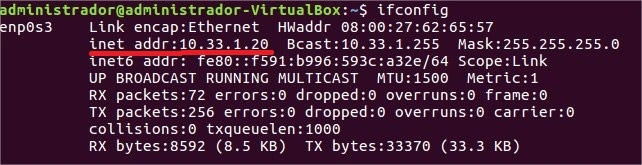 administrador@administrador-VirtualBox:~$ ifconfig
enp0s3    Link encap:Ethernet  HWaddr 08:00:27:62:65:57
          inet addr:10.33.1.20  Bcast:10.33.1.255  Mask:255.255.255.0
          inet6 addr: fe80::f591:b996:593c:a32e/64 Scope:Link
          UP BROADCAST RUNNING MULTICAST  MTU:1500  Metric:1
          RX packets:72 errors:0 dropped:0 overruns:0 frame:0
          TX packets:256 errors:0 dropped:0 overruns:0 carrier:0
          collisions:0 txqueuelen:1000
          RX bytes:8592 (8.5 KB)  TX bytes:33370 (33.3 KB)